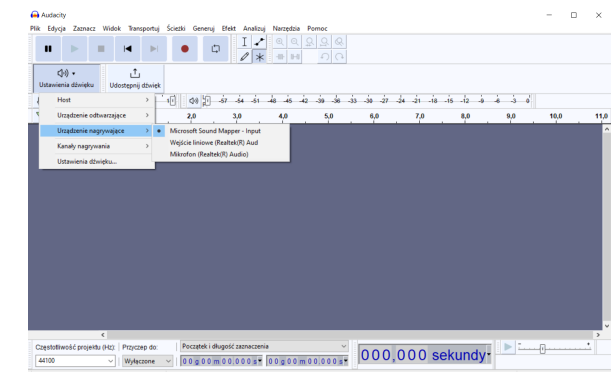 Audacity
Plik Edycja Zaznacz Widok Transportuj Ścieżki Generuj Efekt Analizuj Narzędzia Pomoc
Ustawienia dźwięku Udostępnij dźwięk
-57 -54 -51 -48 -45 -42 -39 -36 -33 -30 -27 -24 -21 -18 -15 -12 -9 -6 -3 0
2,0 3,0 4,0 5,0 6,0 7,0 8,0 9,0 10,0 11,0
Host
Urządzenie odtwarzające
Urządzenie nagrywające
Kanały nagrywania
Ustawienia dźwięku...
Microsoft Sound Mapper - Input
Wejście liniowe (Realtek(R) Aud
Mikrofon (Realtek(R) Audio)
Częstotliwość projektu (Hz): Przyczep do: Początek i długość zaznaczenia
44100 Wyłączone 00g00m00,000s 00g00m00,000s
000,000 sekundy